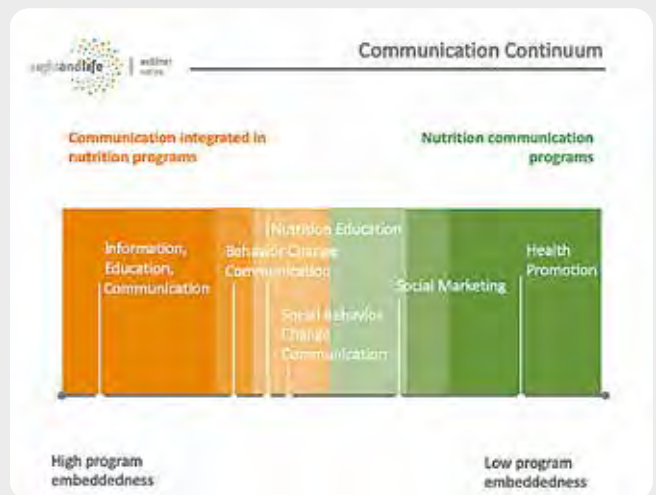 sightandlife
webinar
series
Communication Continuum
Communication integrated in
nutrition programs
Nutrition communication
programs
Nutrition Education
Information,
Education,
Communication
Behavior Change
Communication
Health
Promotion
Social Marketing
Social Behavior
Change
Communication
High program
embeddedness
Low program
embeddedness